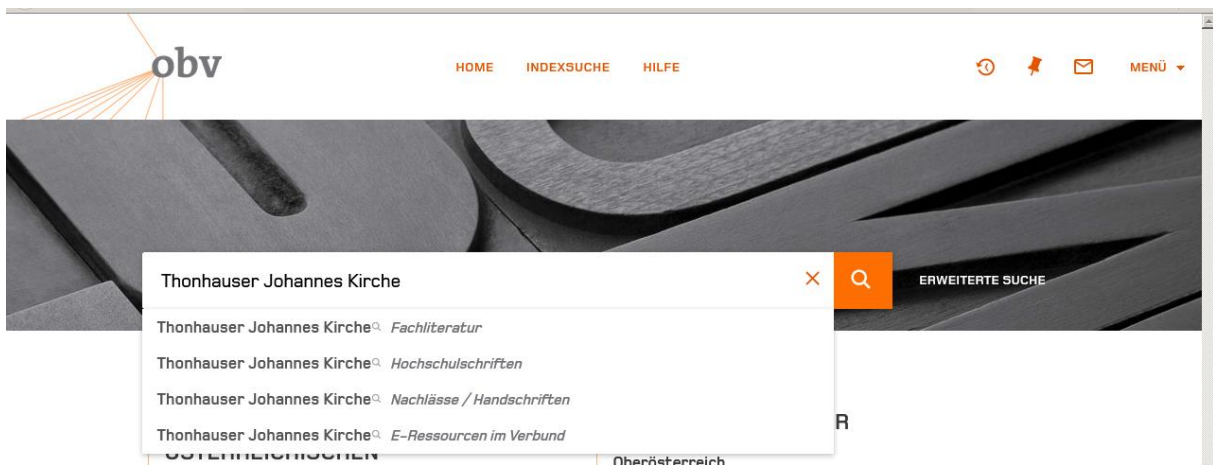 obv
HOME INDEXSUCHE HILFE MENÜ
Thonhauser Johannes Kirche
ERWEITERTE SUCHE
Thonhauser Johannes Kirche Fachliteratur
Thonhauser Johannes Kirche Hochschulschriften
Thonhauser Johannes Kirche Nachlässe / Handschriften
Thonhauser Johannes Kirche E-Ressourcen im Verbund
R
ÖSTERREICHISCHEN
Oberösterreich